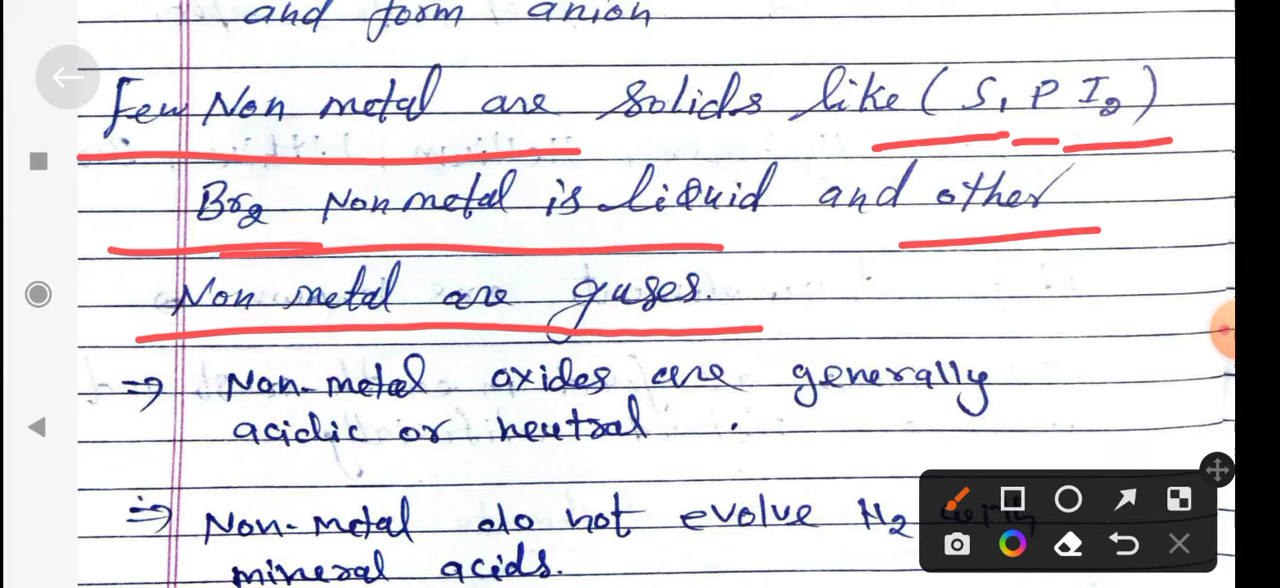 and form anion
Few Non metal are solids like ( S, P I2 )
Br2 Non metal is liquid and other
Non metal are gases.
⇒ Non-metal oxides are generally
acidic or neutral .
⇒ Non-metal do not evolve H2 with
mineral acids.